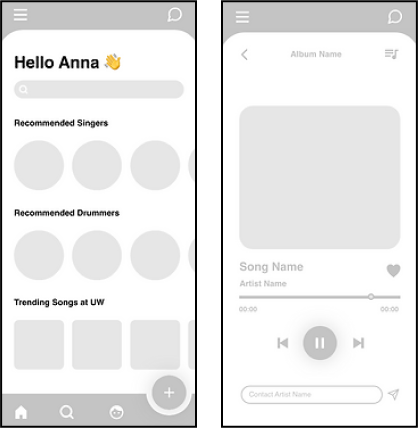 Hello Anna 👋
Recommended Singers
Recommended Drummers
Trending Songs at UW
Album Name
Song Name
Artist Name
00:00 00:00
Contact Artist Name